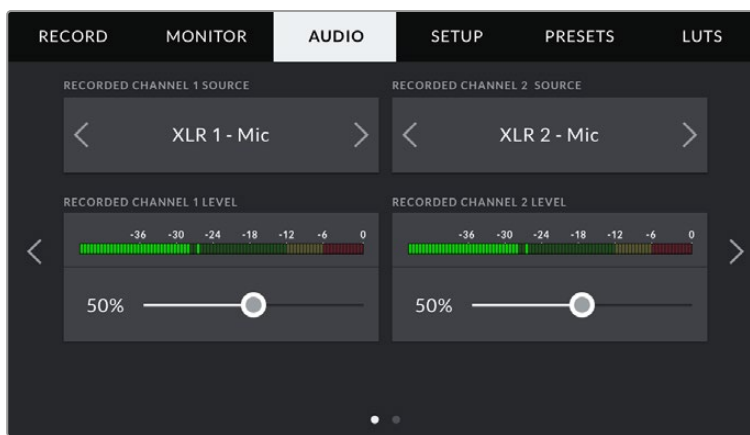 RECORD MONITOR AUDIO SETUP PRESETS LUTS
RECORDED CHANNEL 1 SOURCE RECORDED CHANNEL 2 SOURCE
XLR 1 - Mic XLR 2 - Mic
RECORDED CHANNEL 1 LEVEL RECORDED CHANNEL 2 LEVEL
-36 -30 -24 -18 -12 -6 0 -36 -30 -24 -18 -12 -6 0
50% 50%